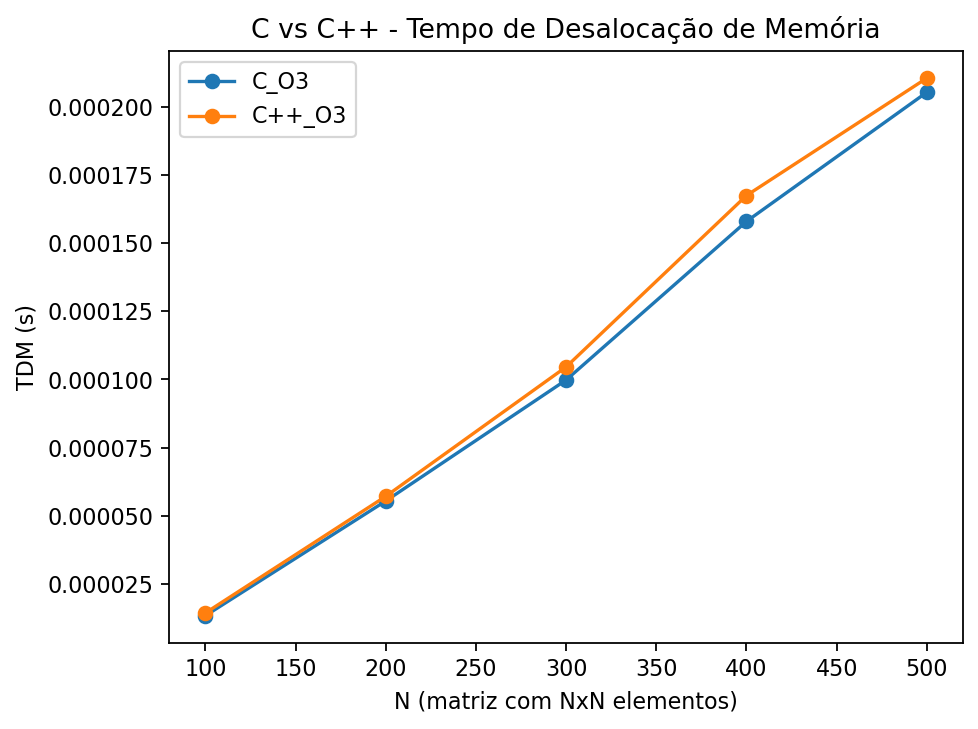 C vs C++ - Tempo de Desalocação de Memória
C_O3
C++_O3
0.000200
0.000175
0.000150
0.000125
0.000100
0.000075
0.000050
0.000025
TDM (s)
100 150 200 250 300 350 400 450 500
N (matriz com NxN elementos)